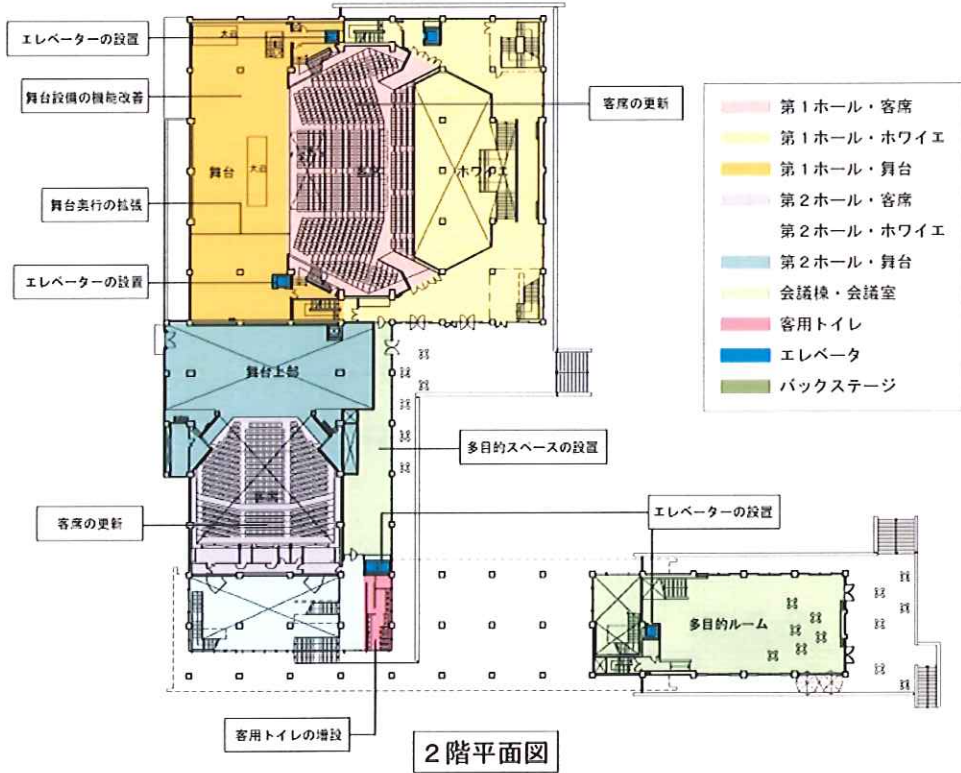 エレベーターの設置
大迫
舞台設備の機能改善
客席の更新
舞台
大迫
客席
ホワイエ
舞台奥行の拡張
エレベーターの設置
第1ホール・客席
第1ホール・ホワイエ
第1ホール・舞台
第2ホール・客席
第2ホール・ホワイエ
第2ホール・舞台
会議棟・会議室
客用トイレ
エレベータ
バックステージ
舞台上部
多目的スペースの設置
客席
客席の更新
エレベーターの設置
多目的ルーム
客用トイレの増設
2階平面図